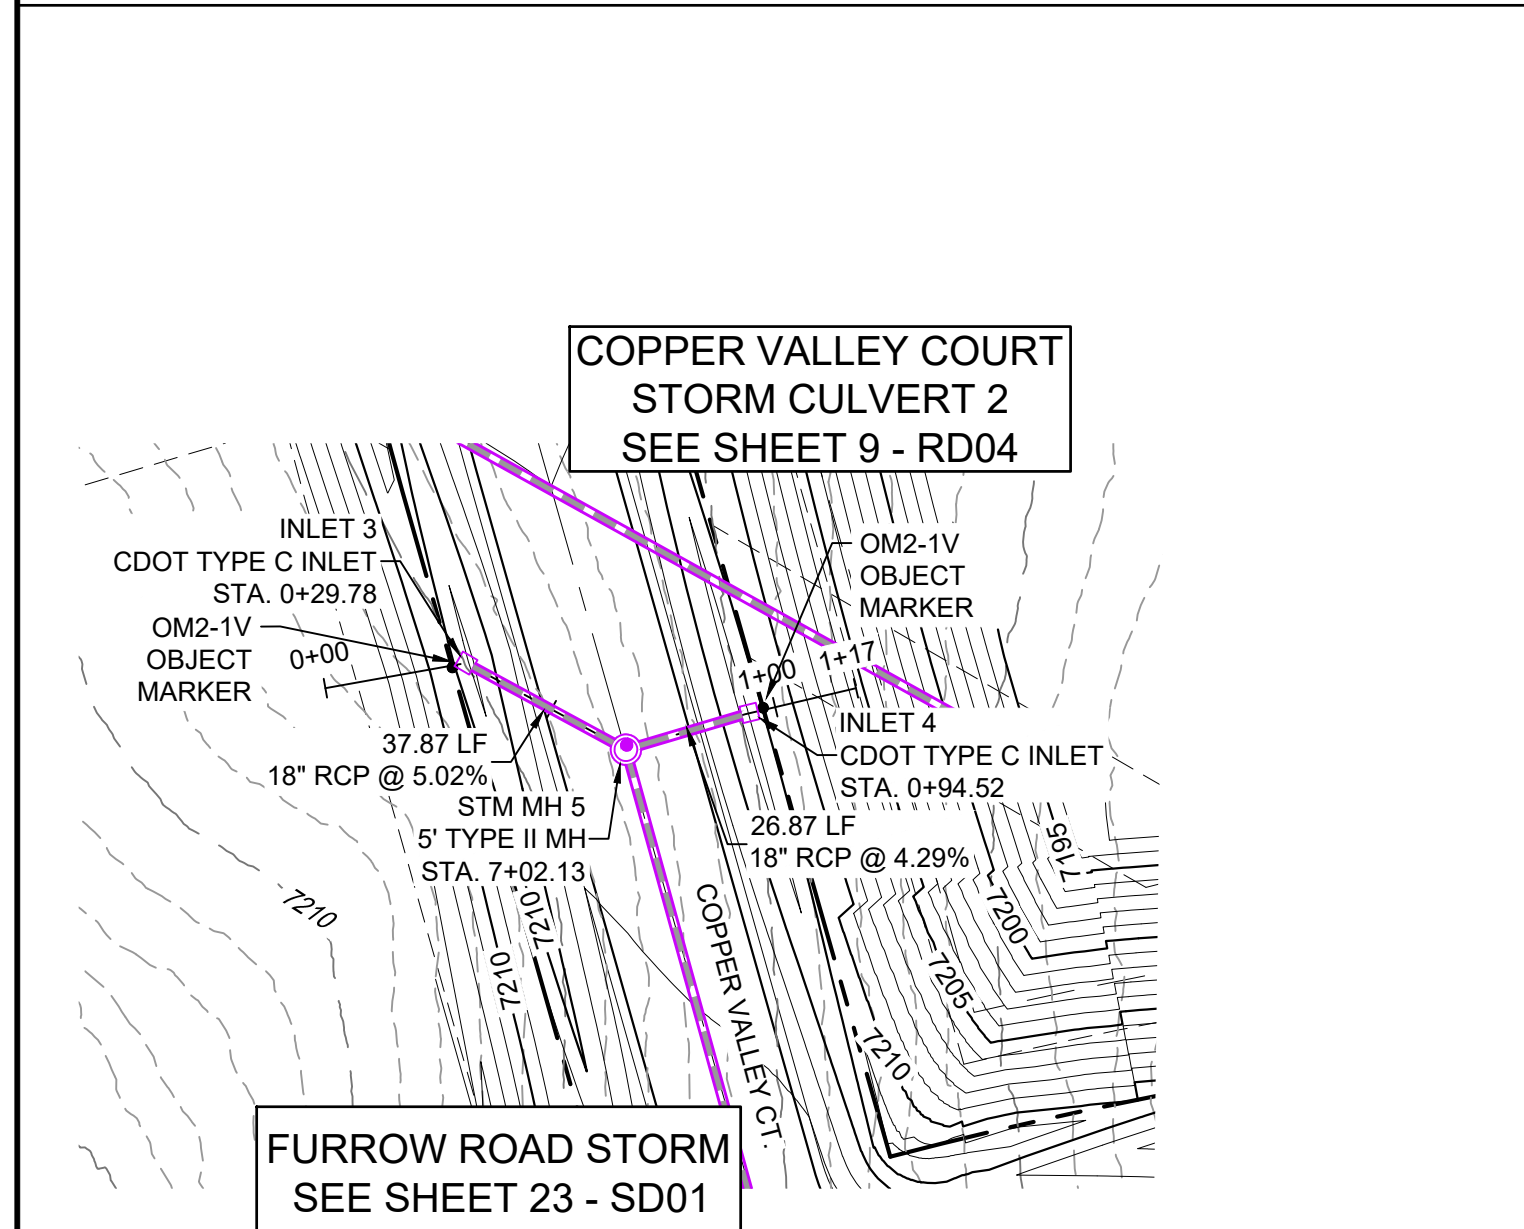 COPPER VALLEY COURT
STORM CULVERT 2
SEE SHEET 9 - RD04
INLET 3
CDOT TYPE C INLET
STA. 0+29.78
OM2-1V
OBJECT
MARKER
0+00
OM2-1V
OBJECT
MARKER
1+00
1+17
INLET 4
CDOT TYPE C INLET
STA. 0+94.52
37.87 LF
18" RCP @ 5.02%
STM MH 5
5' TYPE II MH
STA. 7+02.13
26.87 LF
18" RCP @ 4.29%
7195
7210
7210
7210
7200
7205
7210
COPPER VALLEY CT.
FURROW ROAD STORM
SEE SHEET 23 - SD01